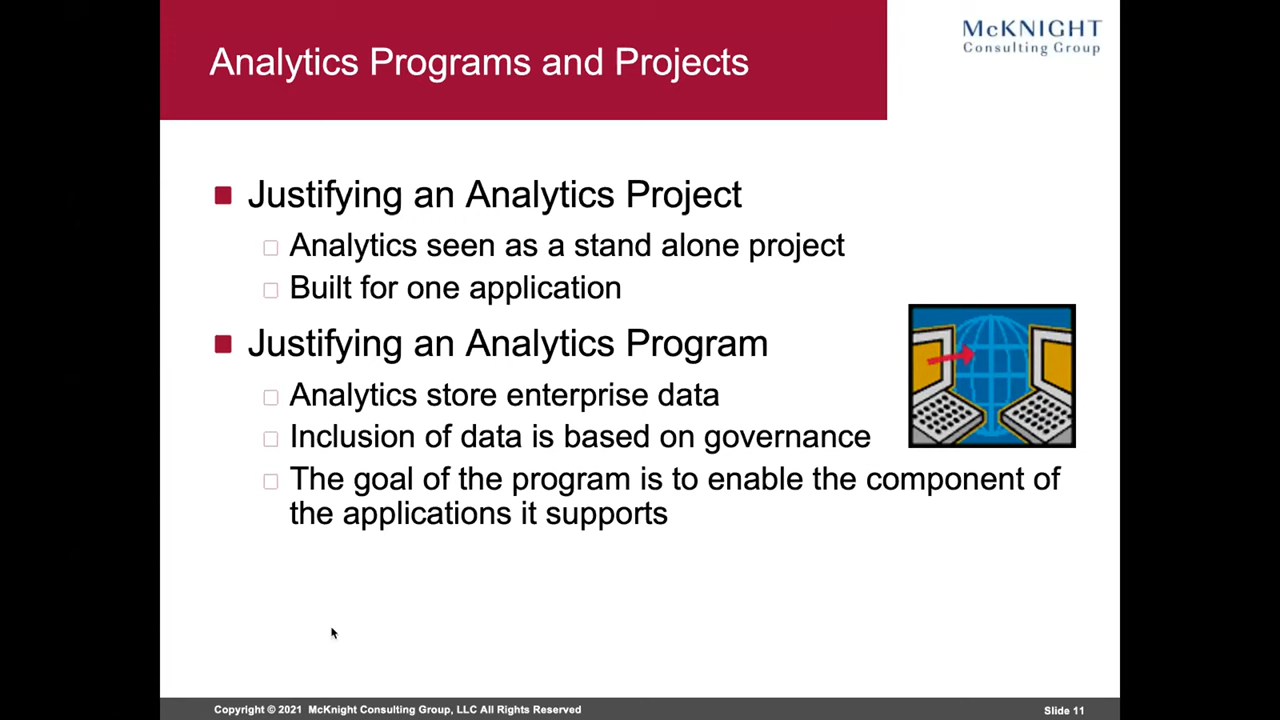 Analytics Programs and Projects
McKNIGHT
Consulting Group
Justifying an Analytics Project
Analytics seen as a stand alone project
Built for one application
Justifying an Analytics Program
Analytics store enterprise data
Inclusion of data is based on governance
The goal of the program is to enable the component of
the applications it supports
Copyright © 2021 McKnight Consulting Group, LLC All Rights Reserved
Slide 11